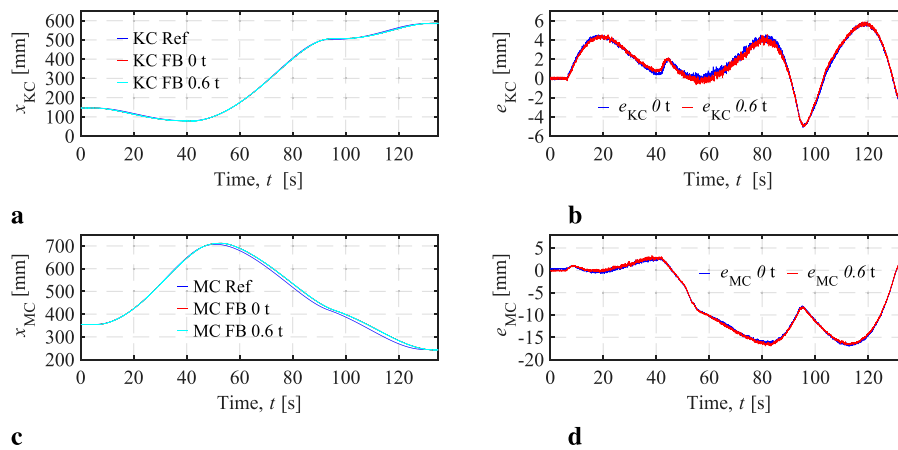 600
500
400
300
200
100
0
x_KC [mm]
KC Ref
KC FB 0 t
KC FB 0.6 t
0 20 40 60 80 100 120
Time, t [s]
a
6
4
2
0
-2
-4
-6
e_KC [mm]
– e_KC 0 t – e_KC 0.6 t
0 20 40 60 80 100 120
Time, t [s]
b
700
600
500
400
300
200
x_MC [mm]
MC Ref
MC FB 0 t
MC FB 0.6 t
0 20 40 60 80 100 120
Time, t [s]
c
5
0
-5
-10
-15
-20
e_MC [mm]
– e_MC 0 t – e_MC 0.6 t
0 20 40 60 80 100 120
Time, t [s]
d